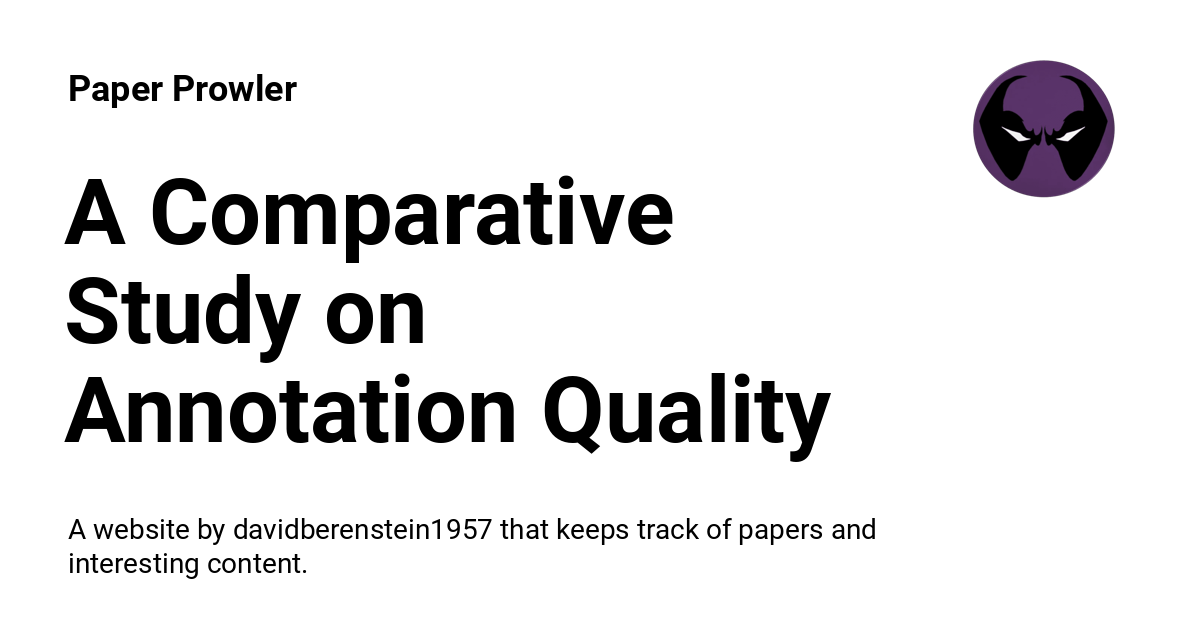 Paper Prowler
A Comparative
Study on
Annotation Quality
A website by davidberenstein1957 that keeps track of papers and
interesting content.